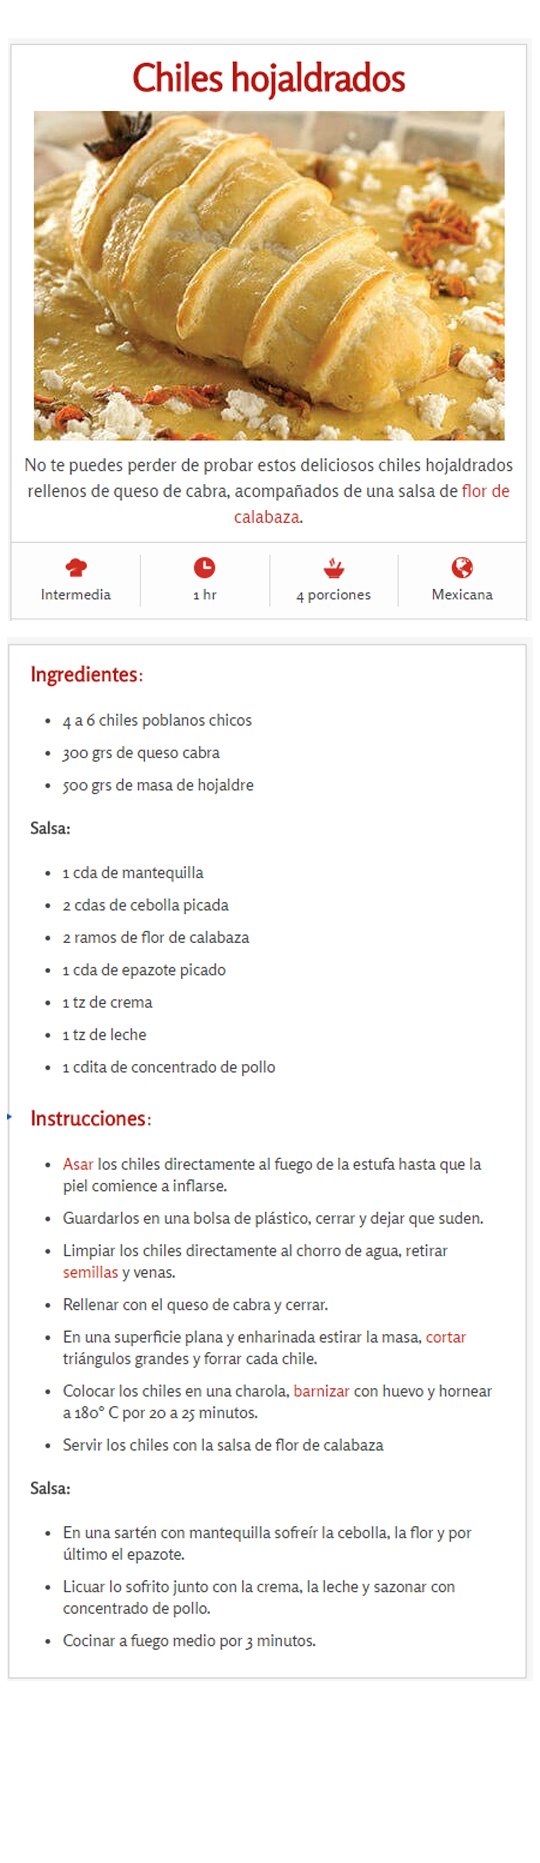 Chiles hojaldrados
No te puedes perder de probar estos deliciosos chiles hojaldrados
rellenos de queso de cabra, acompañados de una salsa de flor de
calabaza.
Intermedia
1 hr
4 porciones
Mexicana
Ingredientes:
• 4 a 6 chiles poblanos chicos
• 300 grs de queso cabra
• 500 grs de masa de hojaldre
Salsa:
• 1 cda de mantequilla
• 2 cdas de cebolla picada
• 2 ramos de flor de calabaza
• 1 cda de epazote picado
• 1 tz de crema
• 1 tz de leche
• 1 cdita de concentrado de pollo
Instrucciones:
• Asar los chiles directamente al fuego de la estufa hasta que la
piel comience a inflarse.
• Guardarlos en una bolsa de plástico, cerrar y dejar que suden.
• Limpiar los chiles directamente al chorro de agua, retirar
semillas y venas.
• Rellenar con el queso de cabra y cerrar.
• En una superficie plana y enharinada estirar la masa, cortar
triángulos grandes y forrar cada chile.
• Colocar los chiles en una charola, barnizar con huevo y hornear
a 180° C por 20 a 25 minutos.
• Servir los chiles con la salsa de flor de calabaza
Salsa:
• En una sartén con mantequilla sofreír la cebolla, la flor y por
último el epazote.
• Licuar lo sofrito junto con la crema, la leche y sazonar con
concentrado de pollo.
• Cocinar a fuego medio por 3 minutos.